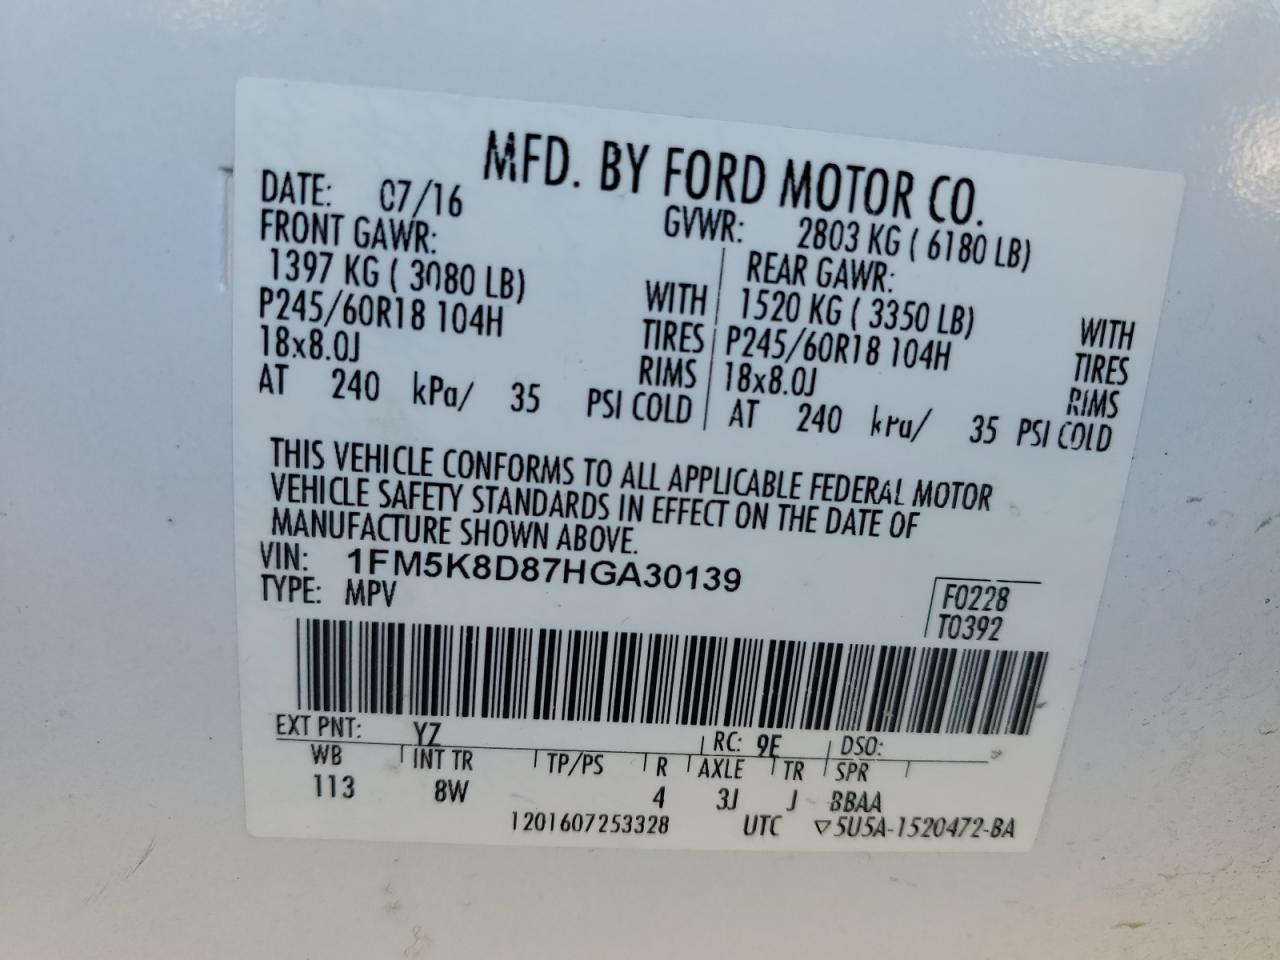 MFD. BY FORD MOTOR CO.
DATE: 07/16 GVWR: 2803 KG ( 6180 LB)
FRONT GAWR: REAR GAWR:
1397 KG ( 3080 LB) WITH 1520 KG ( 3350 LB) WITH
P245/60R18 104H TIRES P245/60R18 104H TIRES
18x8.0J RIMS 18x8.0J RIMS
AT 240 kPa/ 35 PSI COLD AT 240 kPa/ 35 PSI COLD
THIS VEHICLE CONFORMS TO ALL APPLICABLE FEDERAL MOTOR
VEHICLE SAFETY STANDARDS IN EFFECT ON THE DATE OF
MANUFACTURE SHOWN ABOVE.
VIN: 1FM5K8D87HGA30139
TYPE: MPV
F0228
T0392
EXT PNT: YZ RC: 9E DSO:
WB INT TR TP/PS R AXLE TR SPR
113 8W 4 3J J BBAA
1201607253328 UTC ▽5U5A-1520472-BA